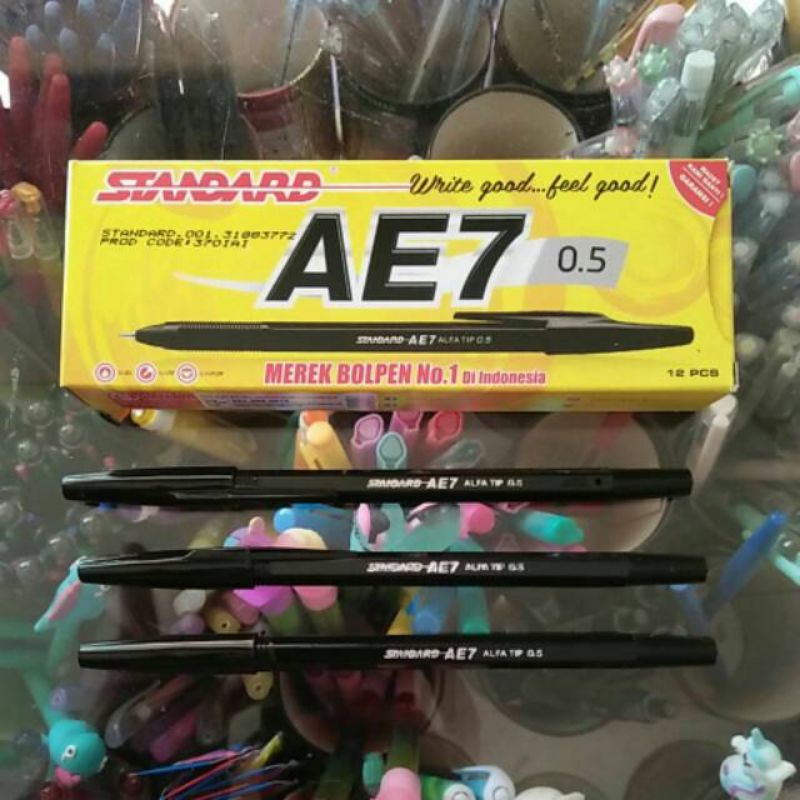 STANDARD Write good...feel good!
STANDARD.001.31003772
PROD CODE:370IAI
AE7 0.5
STANDARD AE7 ALFA TIP 0.5
MEREK BOLPEN No.1 Di Indonesia
12 PCS
STANDARD AE7 ALFA TIP 0.5
STANDARD AE7 ALFA TIP 0.5
STANDARD AE7 ALFA TIP 0.5